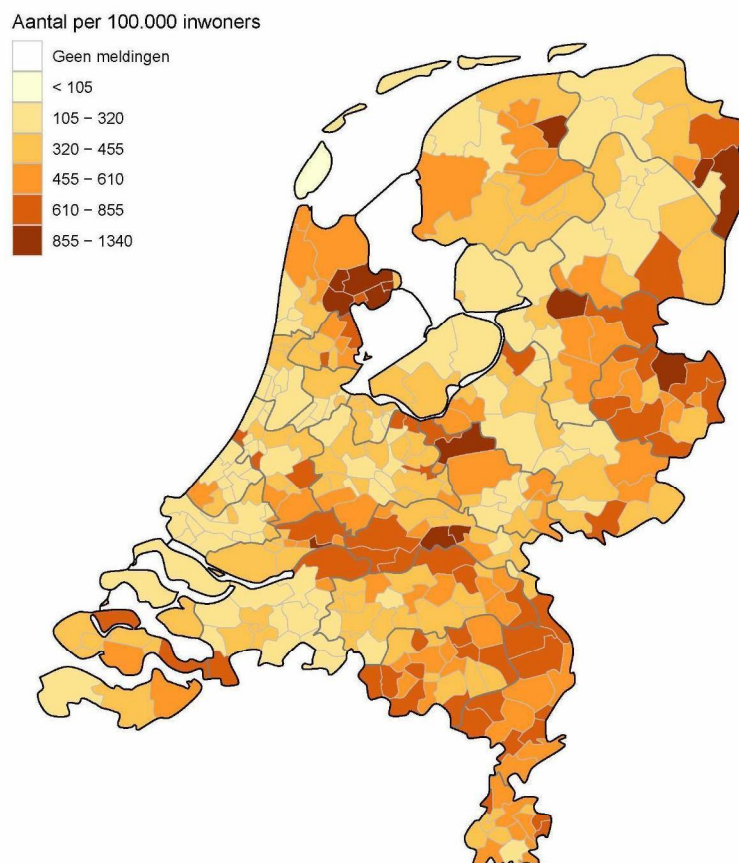 Aantal per 100.000 inwoners
Geen meldingen
< 105
105 – 320
320 – 455
455 – 610
610 – 855
855 – 1340